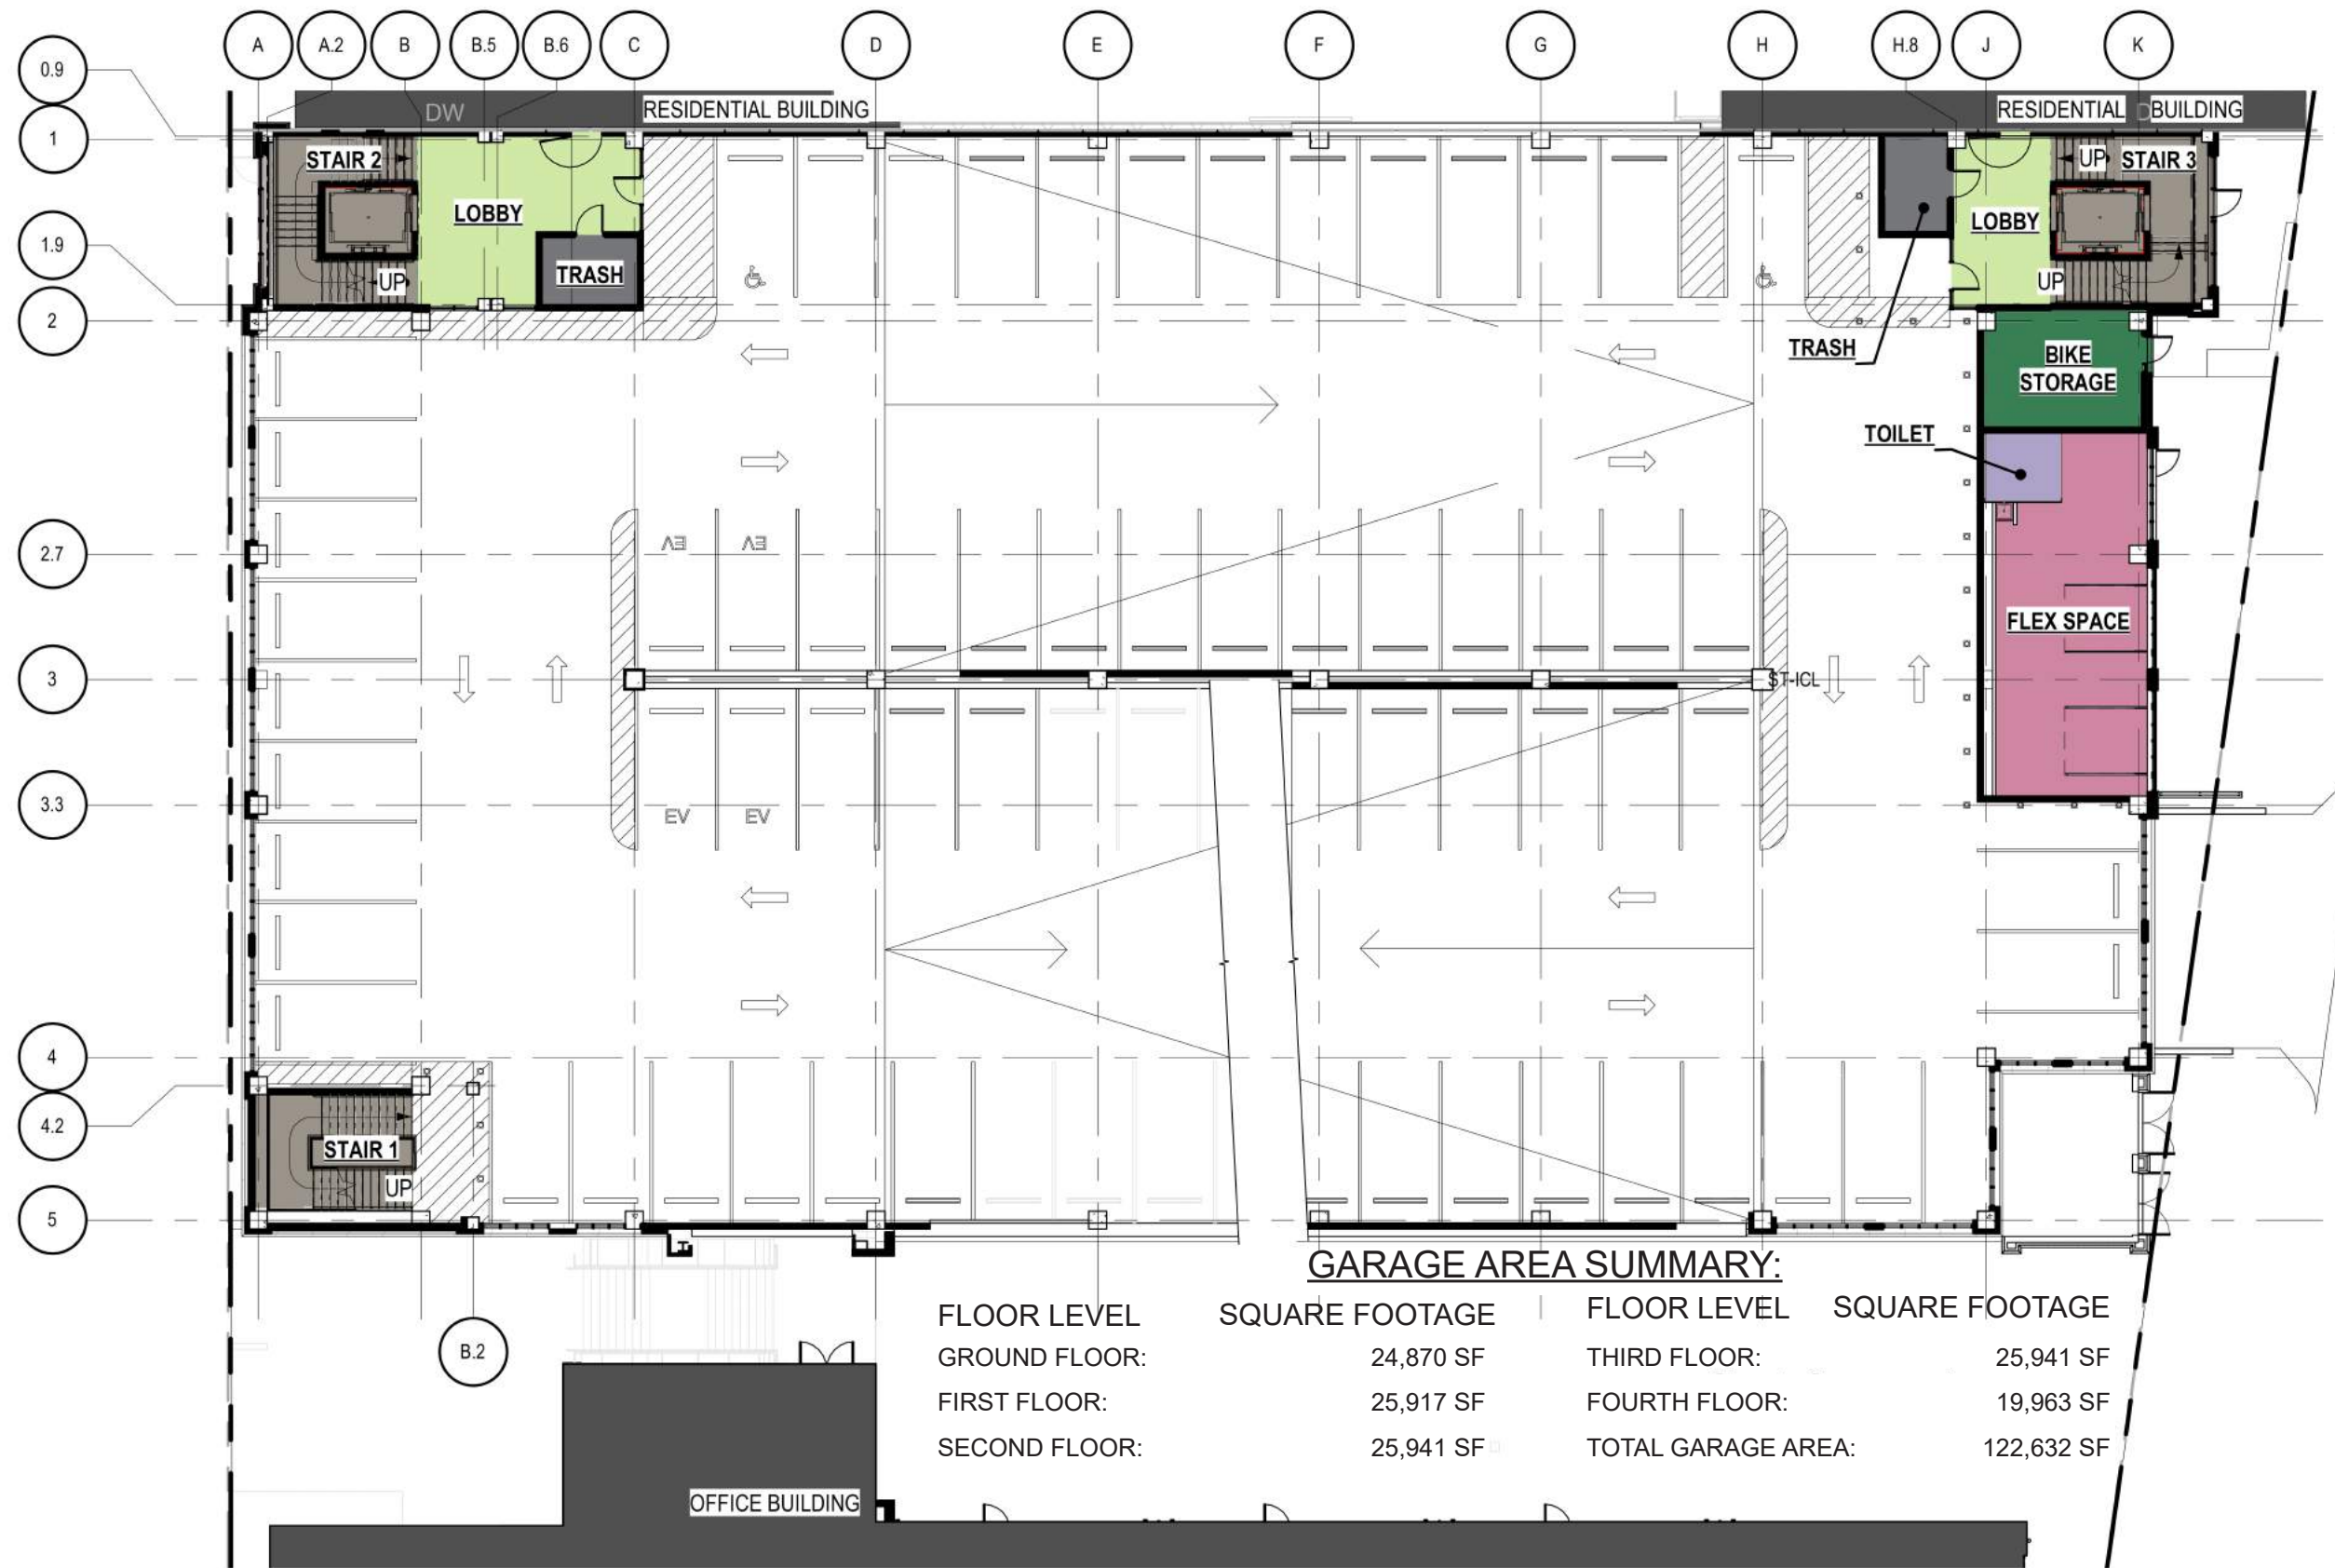 A
A.2
B
B.5
B.6
C
D
E
F
G
H
H.8
J
K
0.9
1
1.9
2
2.7
3
3.3
4
4.2
5
B.2
DW
RESIDENTIAL BUILDING
RESIDENTIAL BUILDING
STAIR 2
LOBBY
TRASH
UP
UP
STAIR 3
LOBBY
UP
TRASH
BIKE
STORAGE
TOILET
EV
EV
FLEX SPACE
ST-ICL
EV
EV
STAIR 1
UP
GARAGE AREA SUMMARY:
FLOOR LEVEL SQUARE FOOTAGE FLOOR LEVEL SQUARE FOOTAGE
GROUND FLOOR: 24,870 SF THIRD FLOOR: 25,941 SF
FIRST FLOOR: 25,917 SF FOURTH FLOOR: 19,963 SF
SECOND FLOOR: 25,941 SF TOTAL GARAGE AREA: 122,632 SF
OFFICE BUILDING